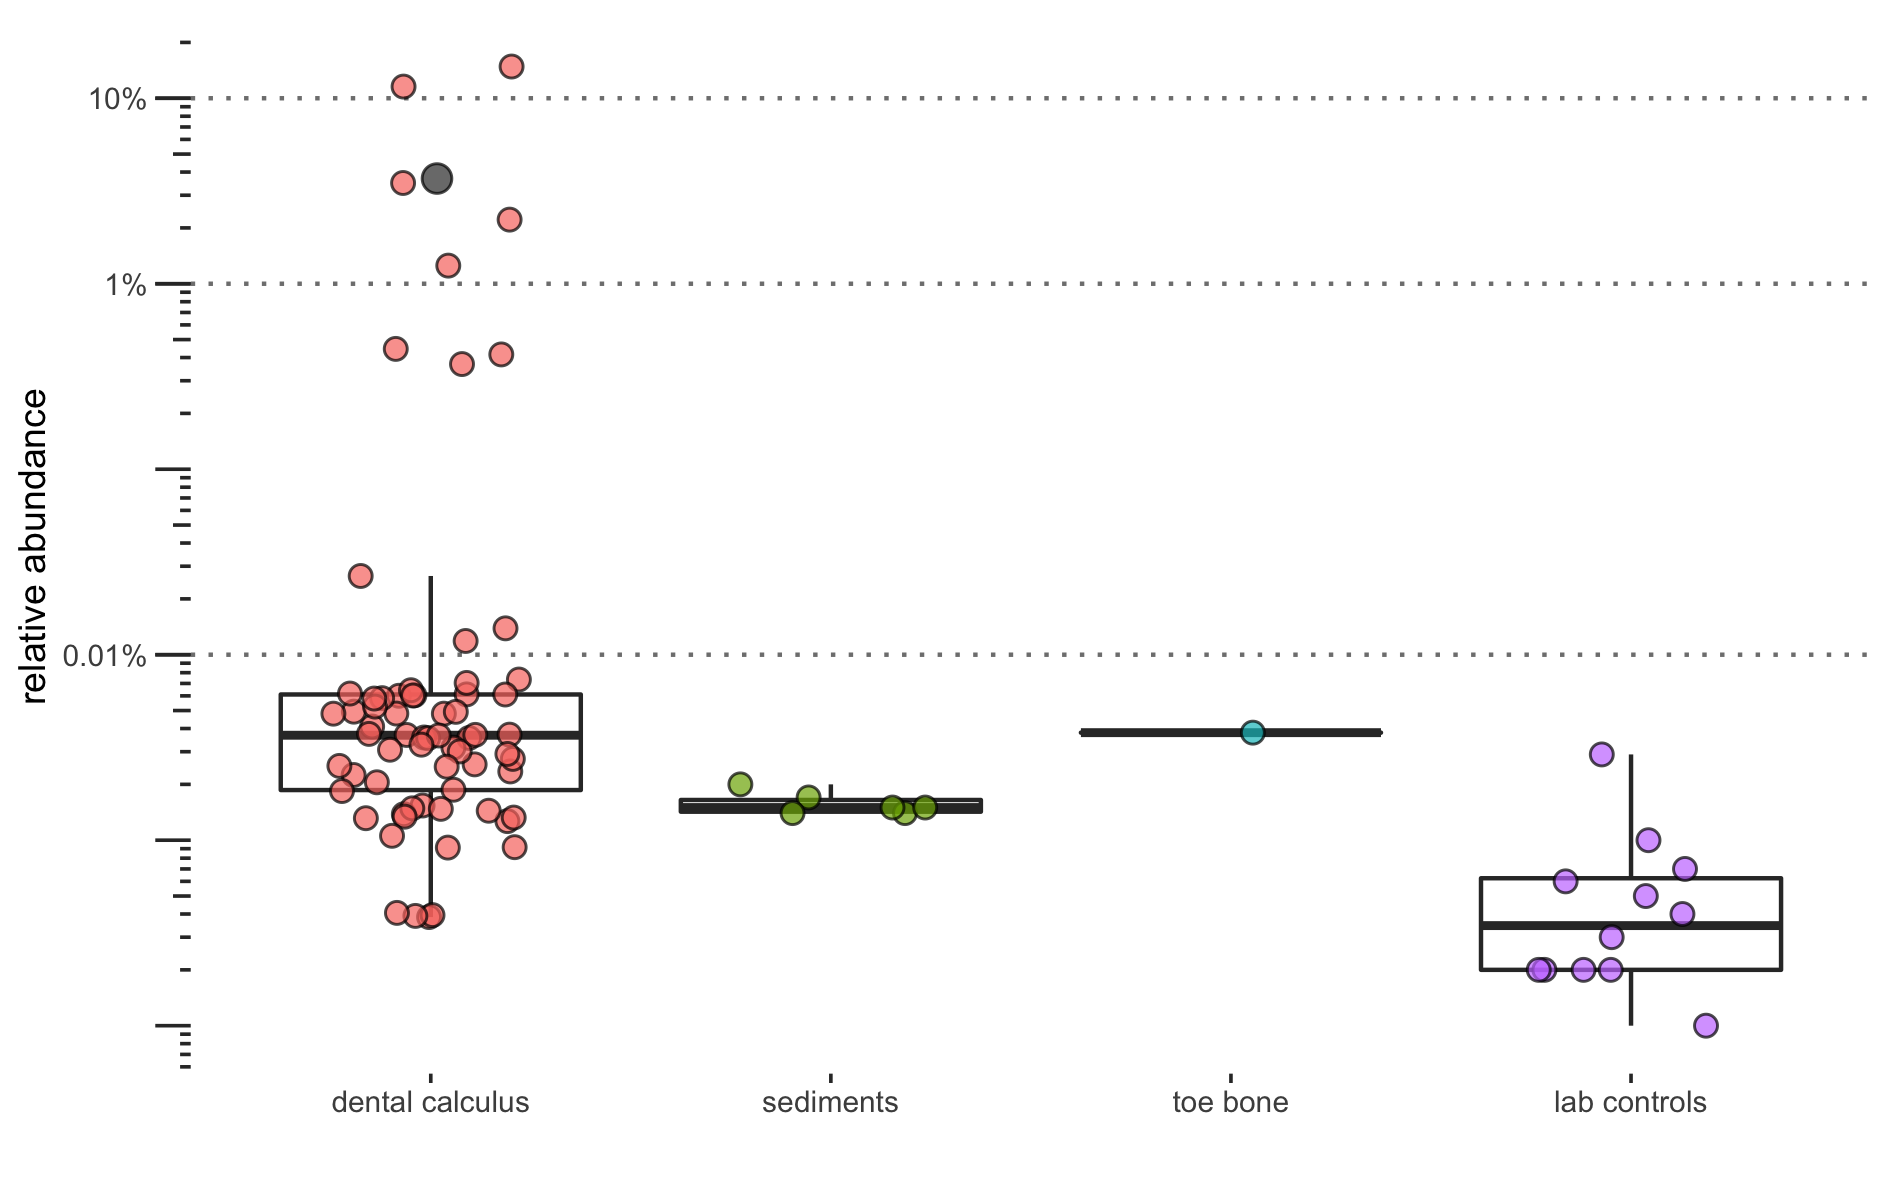 10%
1%
0.01%
relative abundance
dental calculus
sediments
toe bone
lab controls